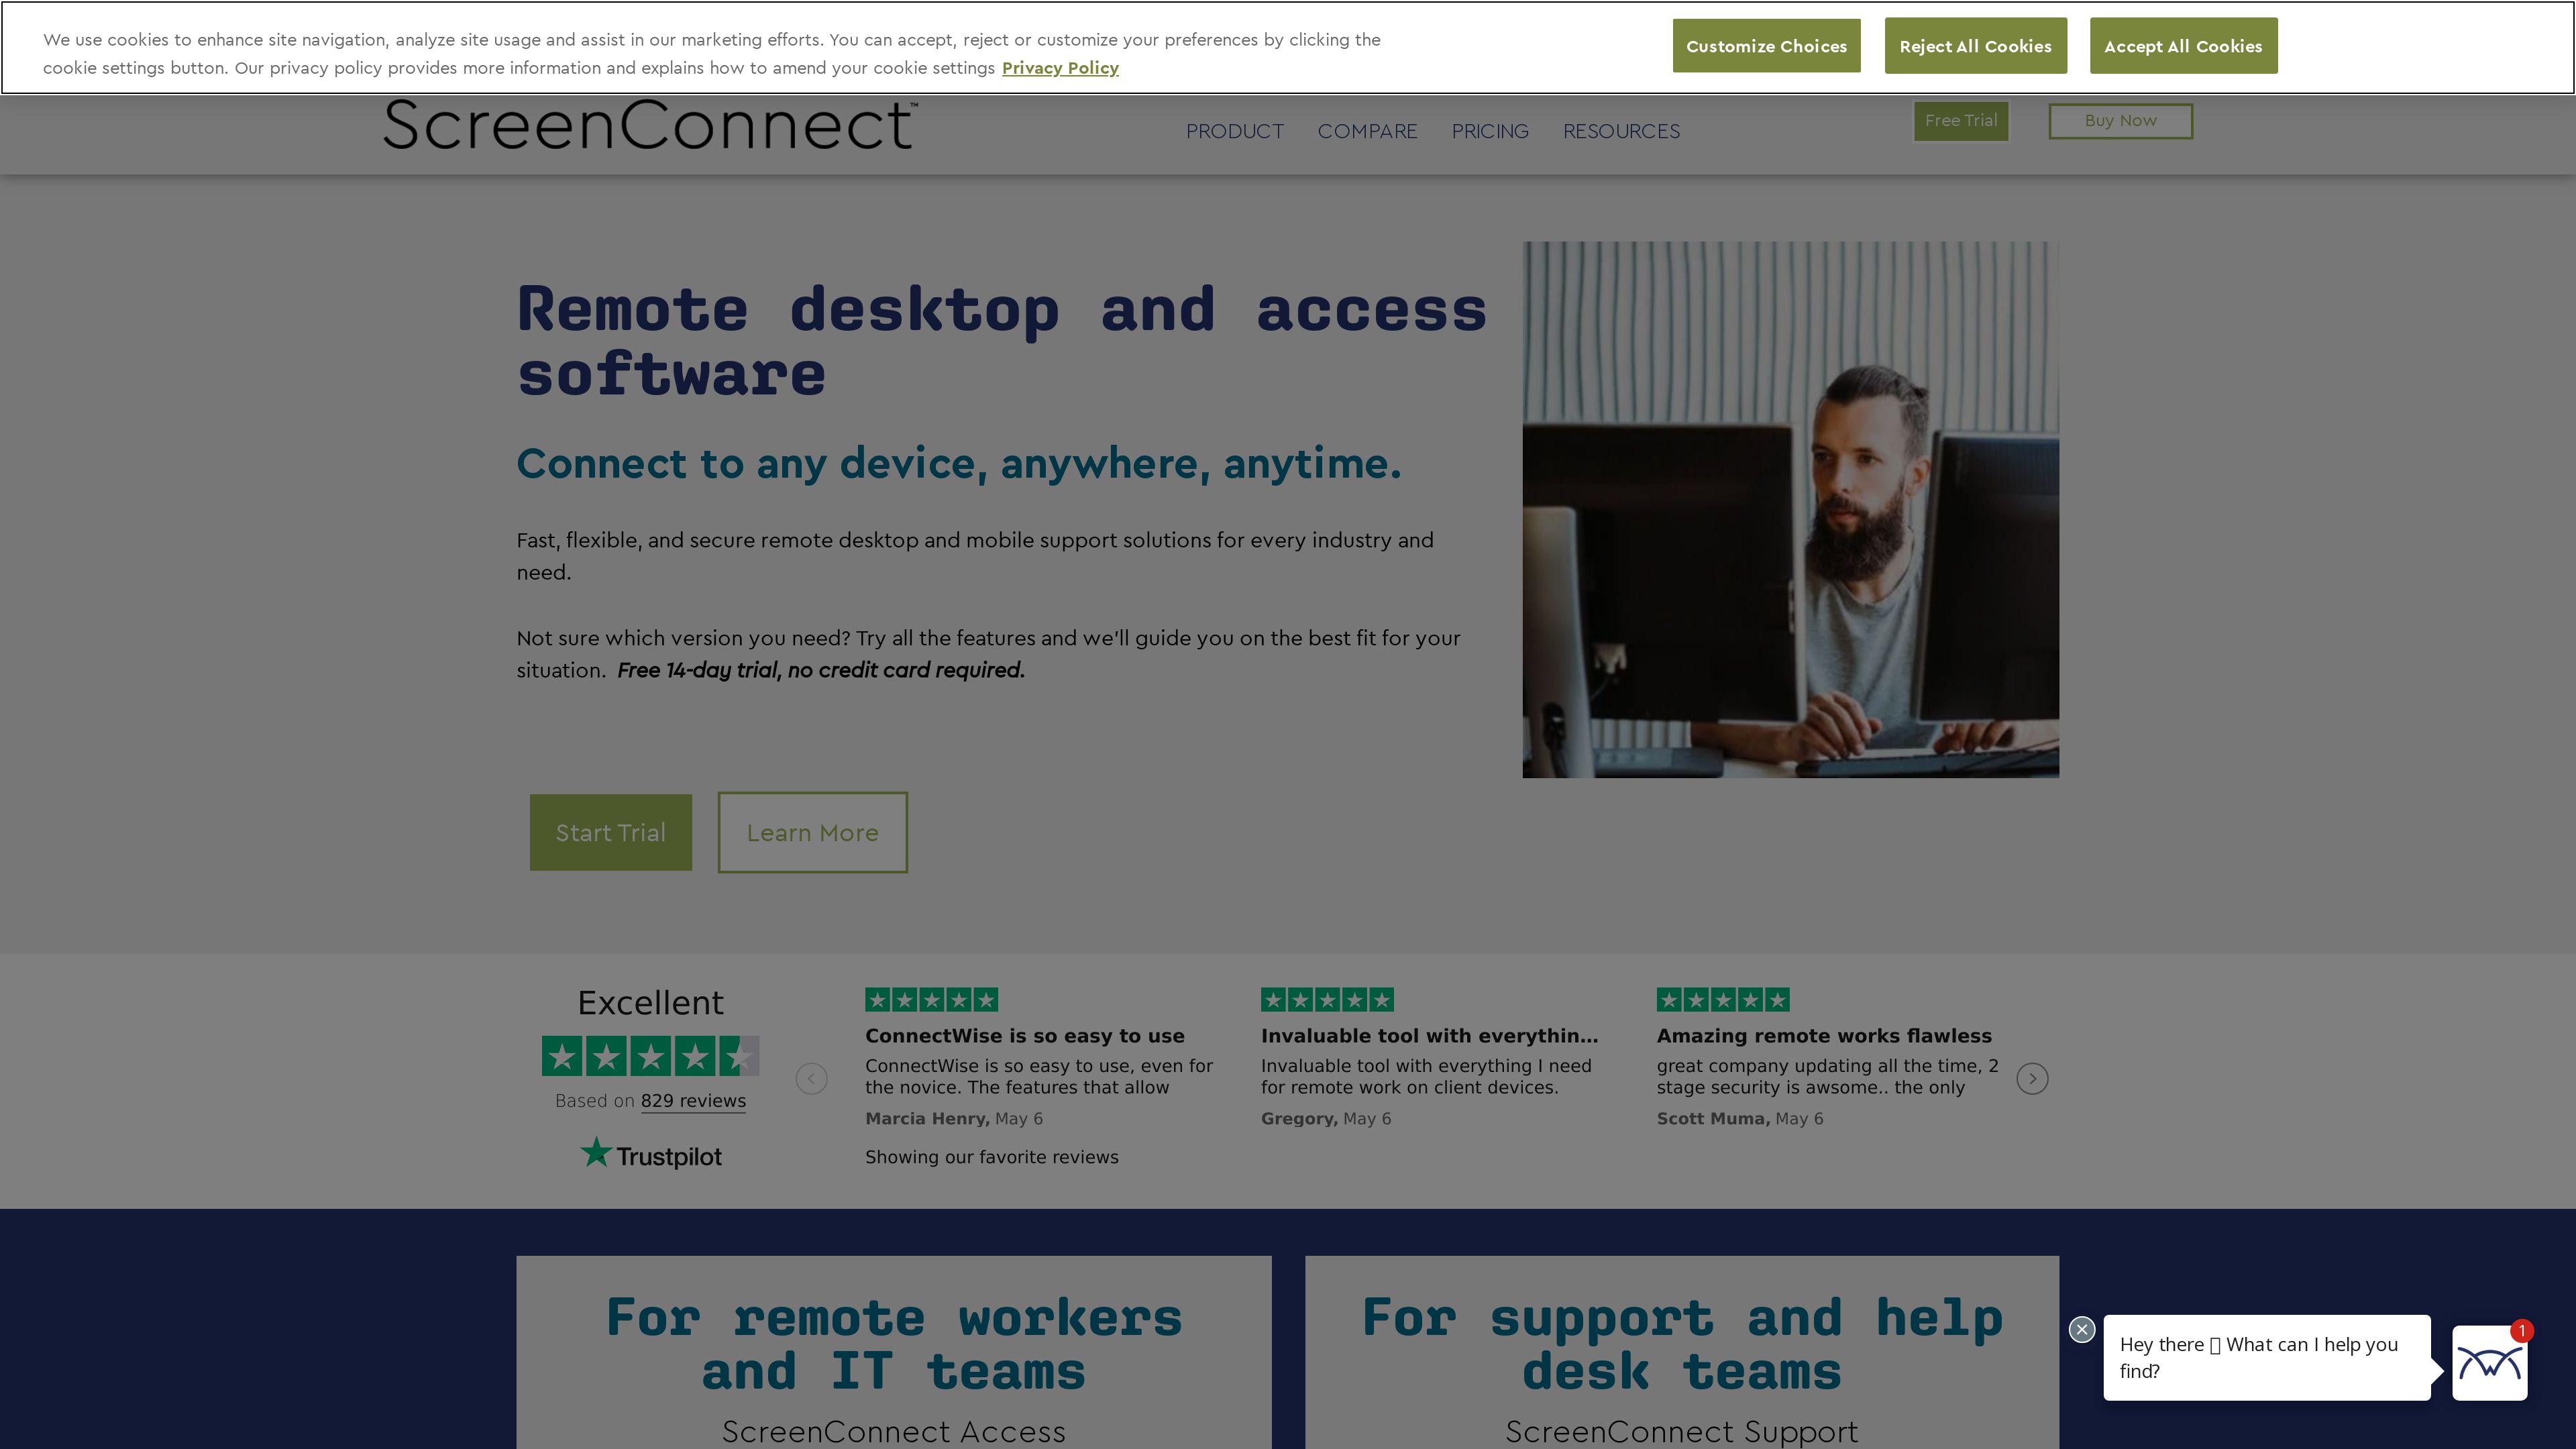 We use cookies to enhance site navigation, analyze site usage and assist in our marketing efforts. You can accept, reject or customize your preferences by clicking the
cookie settings button. Our privacy policy provides more information and explains how to amend your cookie settings Privacy Policy
Customize Choices
Reject All Cookies
Accept All Cookies
ScreenConnect™
PRODUCT
COMPARE
PRICING
RESOURCES
Free Trial
Buy Now
Remote desktop and access
software
Connect to any device, anywhere, anytime.
Fast, flexible, and secure remote desktop and mobile support solutions for every industry and
need.
Not sure which version you need? Try all the features and we'll guide you on the best fit for your
situation. Free 14-day trial, no credit card required.
Start Trial
Learn More
Excellent
Based on 829 reviews
Trustpilot
ConnectWise is so easy to use
ConnectWise is so easy to use, even for
the novice. The features that allow
Marcia Henry, May 6
Invaluable tool with everythin...
Invaluable tool with everything I need
for remote work on client devices.
Gregory, May 6
Amazing remote works flawless
great company updating all the time, 2
stage security is awsome.. the only
Scott Muma, May 6
Showing our favorite reviews
For remote workers
and IT teams
ScreenConnect Access
For support and help
desk teams
ScreenConnect Support
Hey there What can I help you
find?
1